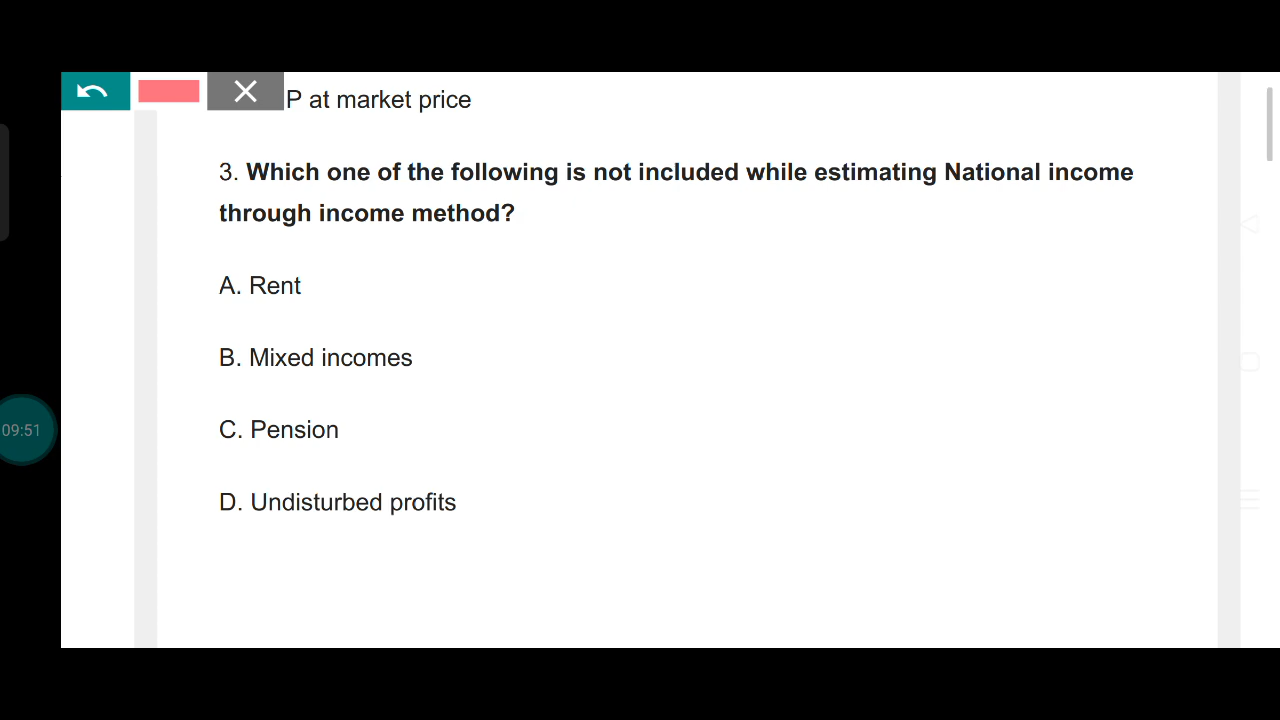 P at market price
3. Which one of the following is not included while estimating National income
through income method?
A. Rent
B. Mixed incomes
C. Pension
D. Undisturbed profits
09:51